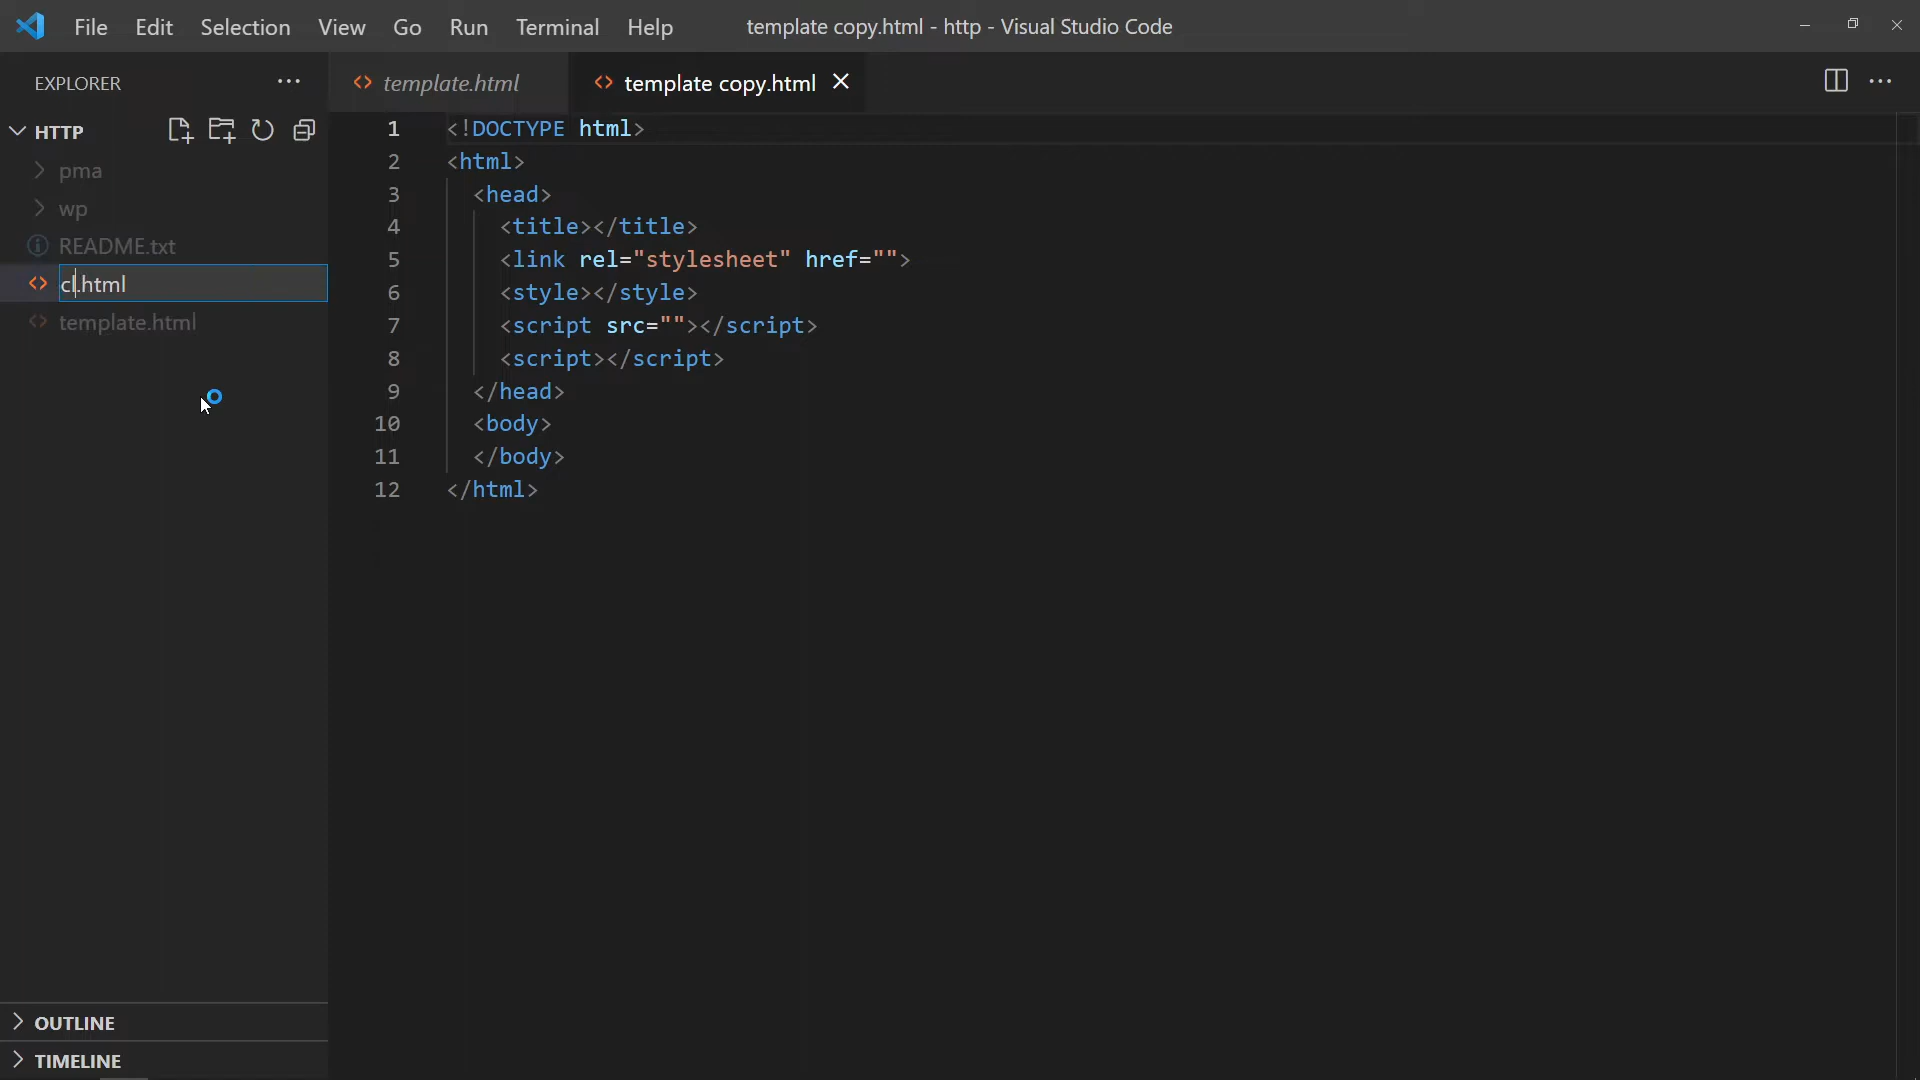 File Edit Selection View Go Run Terminal Help template copy.html - http - Visual Studio Code
EXPLORER
template.html
template copy.html
HTTP
pma
wp
README.txt
cl.html
template.html
1 <!DOCTYPE html>
2 <html>
3 <head>
4 <title></title>
5 <link rel="stylesheet" href="">
6 <style></style>
7 <script src=""></script>
8 <script></script>
9 </head>
10 <body>
11 </body>
12 </html>
OUTLINE
TIMELINE